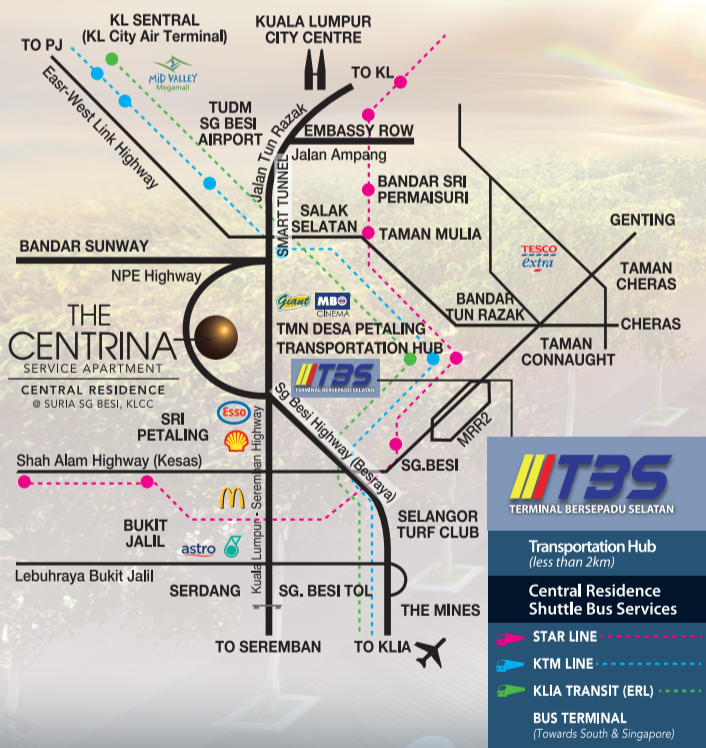 KL SENTRAL
(KL City Air Terminal)
KUALA LUMPUR
CITY CENTRE
TO PJ
MiD VALLEY
Megamall
TO KL
Easr-West Link Highway
TUDM
SG BESI
AIRPORT
Jalan Tun Razak
EMBASSY ROW
Jalan Ampang
SMART TUNNEL
BANDAR SRI
PERMAISURI
SALAK
SELATAN
TAMAN MULIA
GENTING
BANDAR SUNWAY
NPE Highway
TESCO
extra
TAMAN
CHERAS
Giant
MBO
CINEMA
BANDAR
TUN RAZAK
CHERAS
THE
CENTRINA
SERVICE APARTMENT
CENTRAL RESIDENCE
@ SURIA SG BESI, KLCC
TMN DESA PETALING
TRANSPORTATION HUB
TAMAN
CONNAUGHT
TBS
TERMINAL BERSEPADU SELATAN
Sg Besi Highway (Besraya)
MRR2
Esso
SRI
PETALING
Kuala Lumpur - Seremban Highway
Shah Alam Highway (Kesas)
SG.BESI
TBS
TERMINAL BERSEPADU SELATAN
BUKIT
JALIL
astro
SELANGOR
TURF CLUB
Lebuhraya Bukit Jalil
SERDANG
SG. BESI TOL
THE MINES
TO SEREMBAN
TO KLIA
Transportation Hub
(less than 2km)
Central Residence
Shuttle Bus Services
STAR LINE
KTM LINE
KLIA TRANSIT (ERL)
BUS TERMINAL
(Towards South & Singapore)